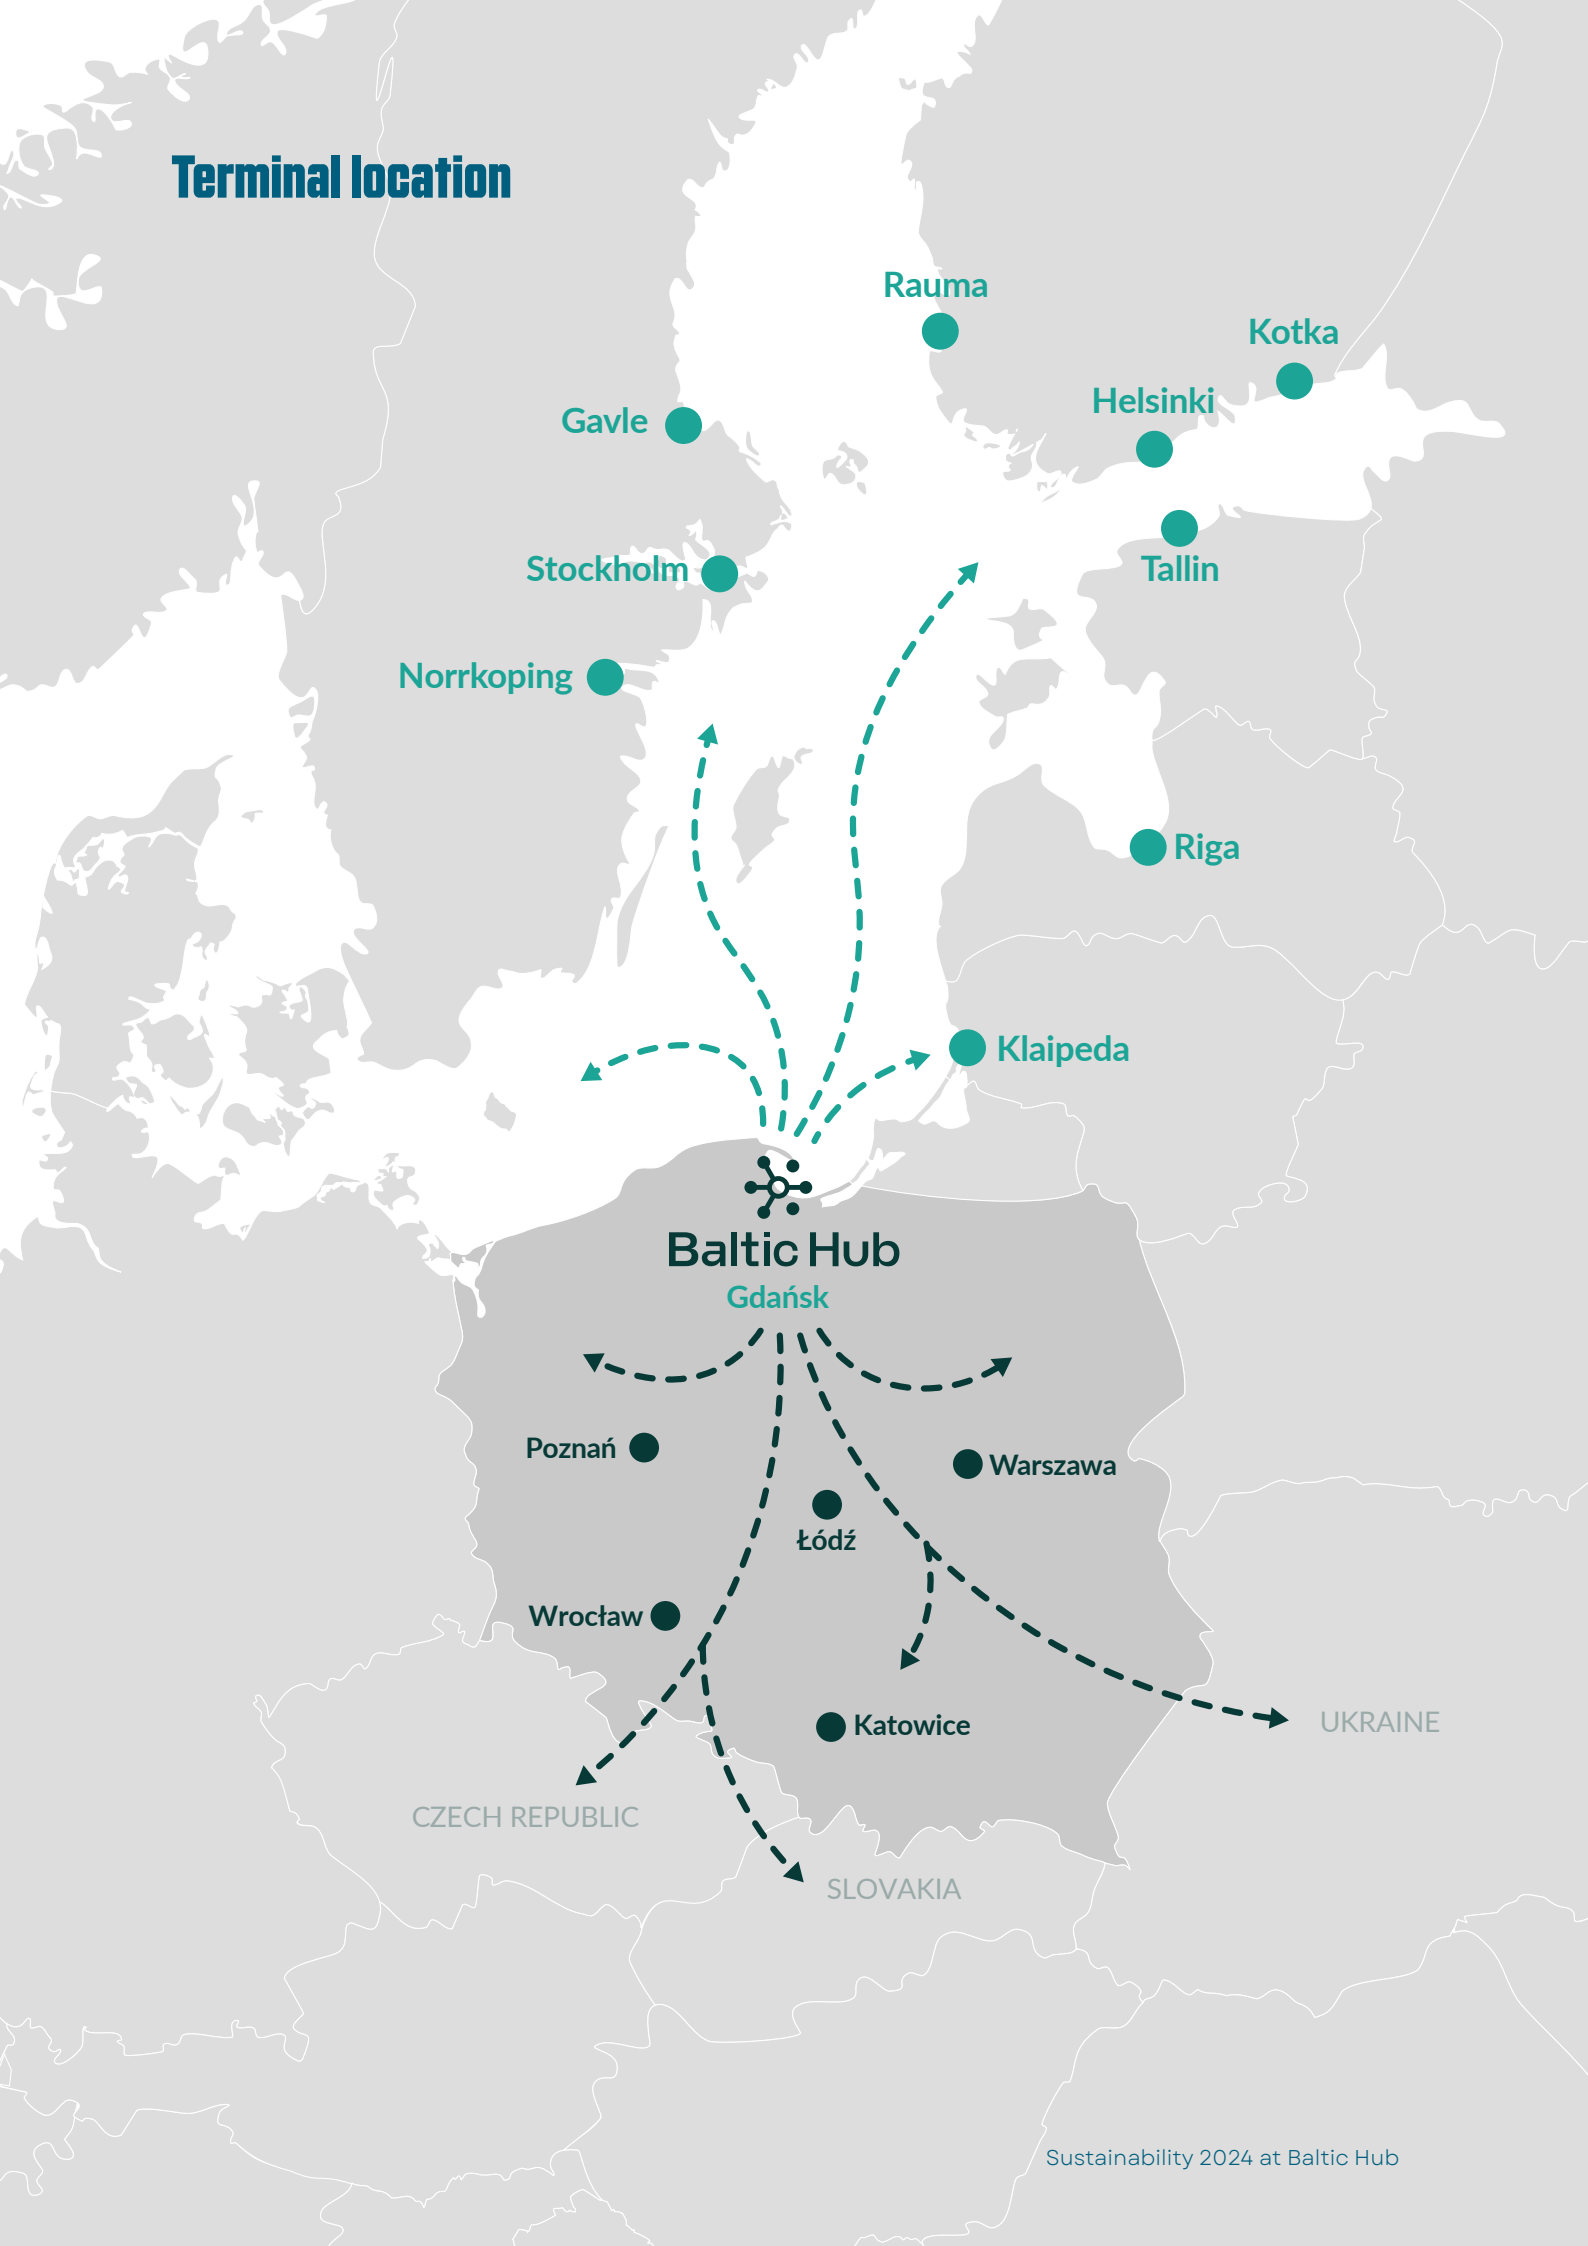 Terminal location
Rauma
Kotka
Helsinki
Gavle
Stockholm
Tallin
Norrkoping
Riga
Klaipeda
Baltic Hub
Gdańsk
Poznań
Warszawa
Łódź
Wrocław
Katowice
UKRAINE
CZECH REPUBLIC
SLOVAKIA
Sustainability 2024 at Baltic Hub